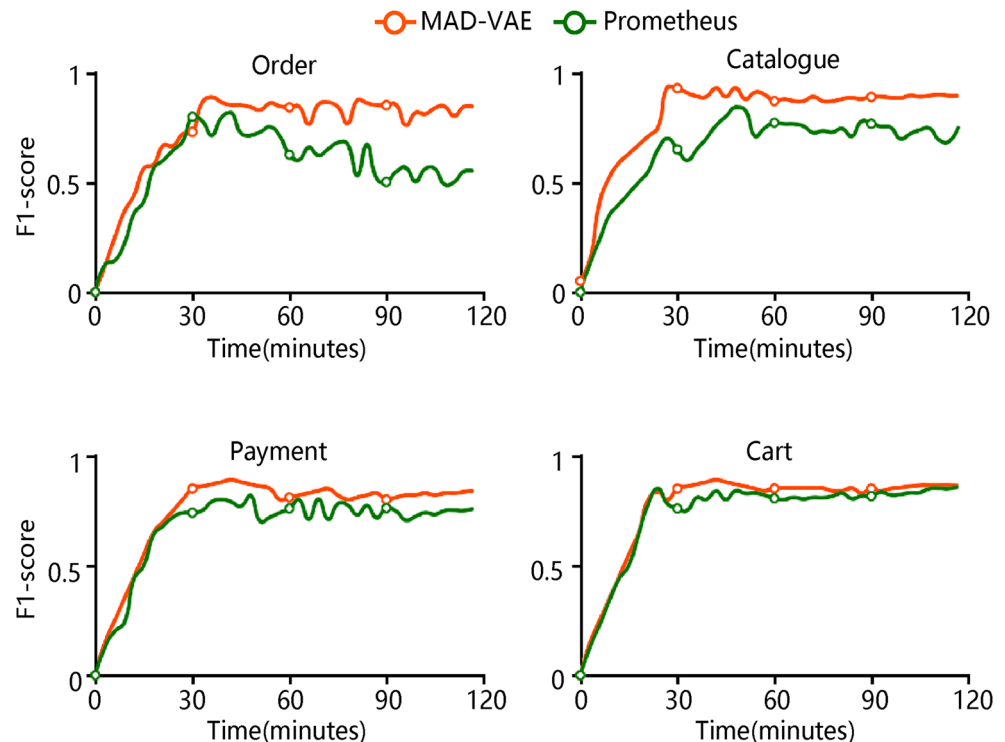 MAD-VAE Prometheus
Order
Catalogue
1
0.5
0
F1-score
0 30 60 90 120
Time(minutes)
1
0.5
0
0 30 60 90 120
Time(minutes)
Payment
Cart
1
0.5
0
F1-score
0 30 60 90 120
Time(minutes)
1
0.5
0
0 30 60 90 120
Time(minutes)